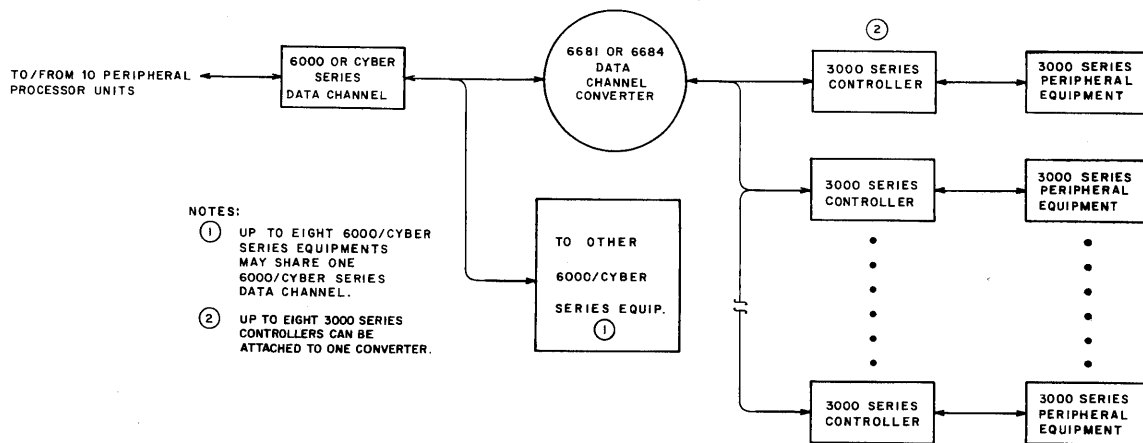 TO/FROM 10 PERIPHERAL
PROCESSOR UNITS
6000 OR CYBER
SERIES
DATA CHANNEL
6681 OR 6684
DATA
CHANNEL
CONVERTER
2
3000 SERIES
CONTROLLER
3000 SERIES
PERIPHERAL
EQUIPMENT
3000 SERIES
CONTROLLER
3000 SERIES
PERIPHERAL
EQUIPMENT
NOTES:
1 UP TO EIGHT 6000/CYBER
SERIES EQUIPMENTS
MAY SHARE ONE
6000/CYBER SERIES
DATA CHANNEL.
2 UP TO EIGHT 3000 SERIES
CONTROLLERS CAN BE
ATTACHED TO ONE CONVERTER.
TO OTHER
6000/CYBER
SERIES EQUIP.
1
3000 SERIES
CONTROLLER
3000 SERIES
PERIPHERAL
EQUIPMENT